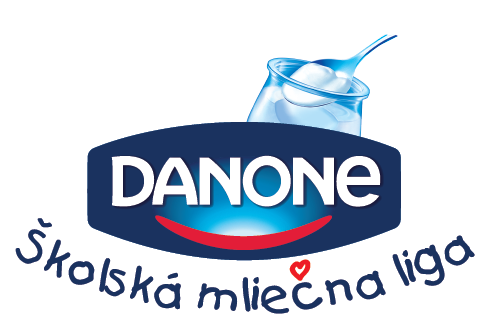 DANONE
Školská mliečna liga